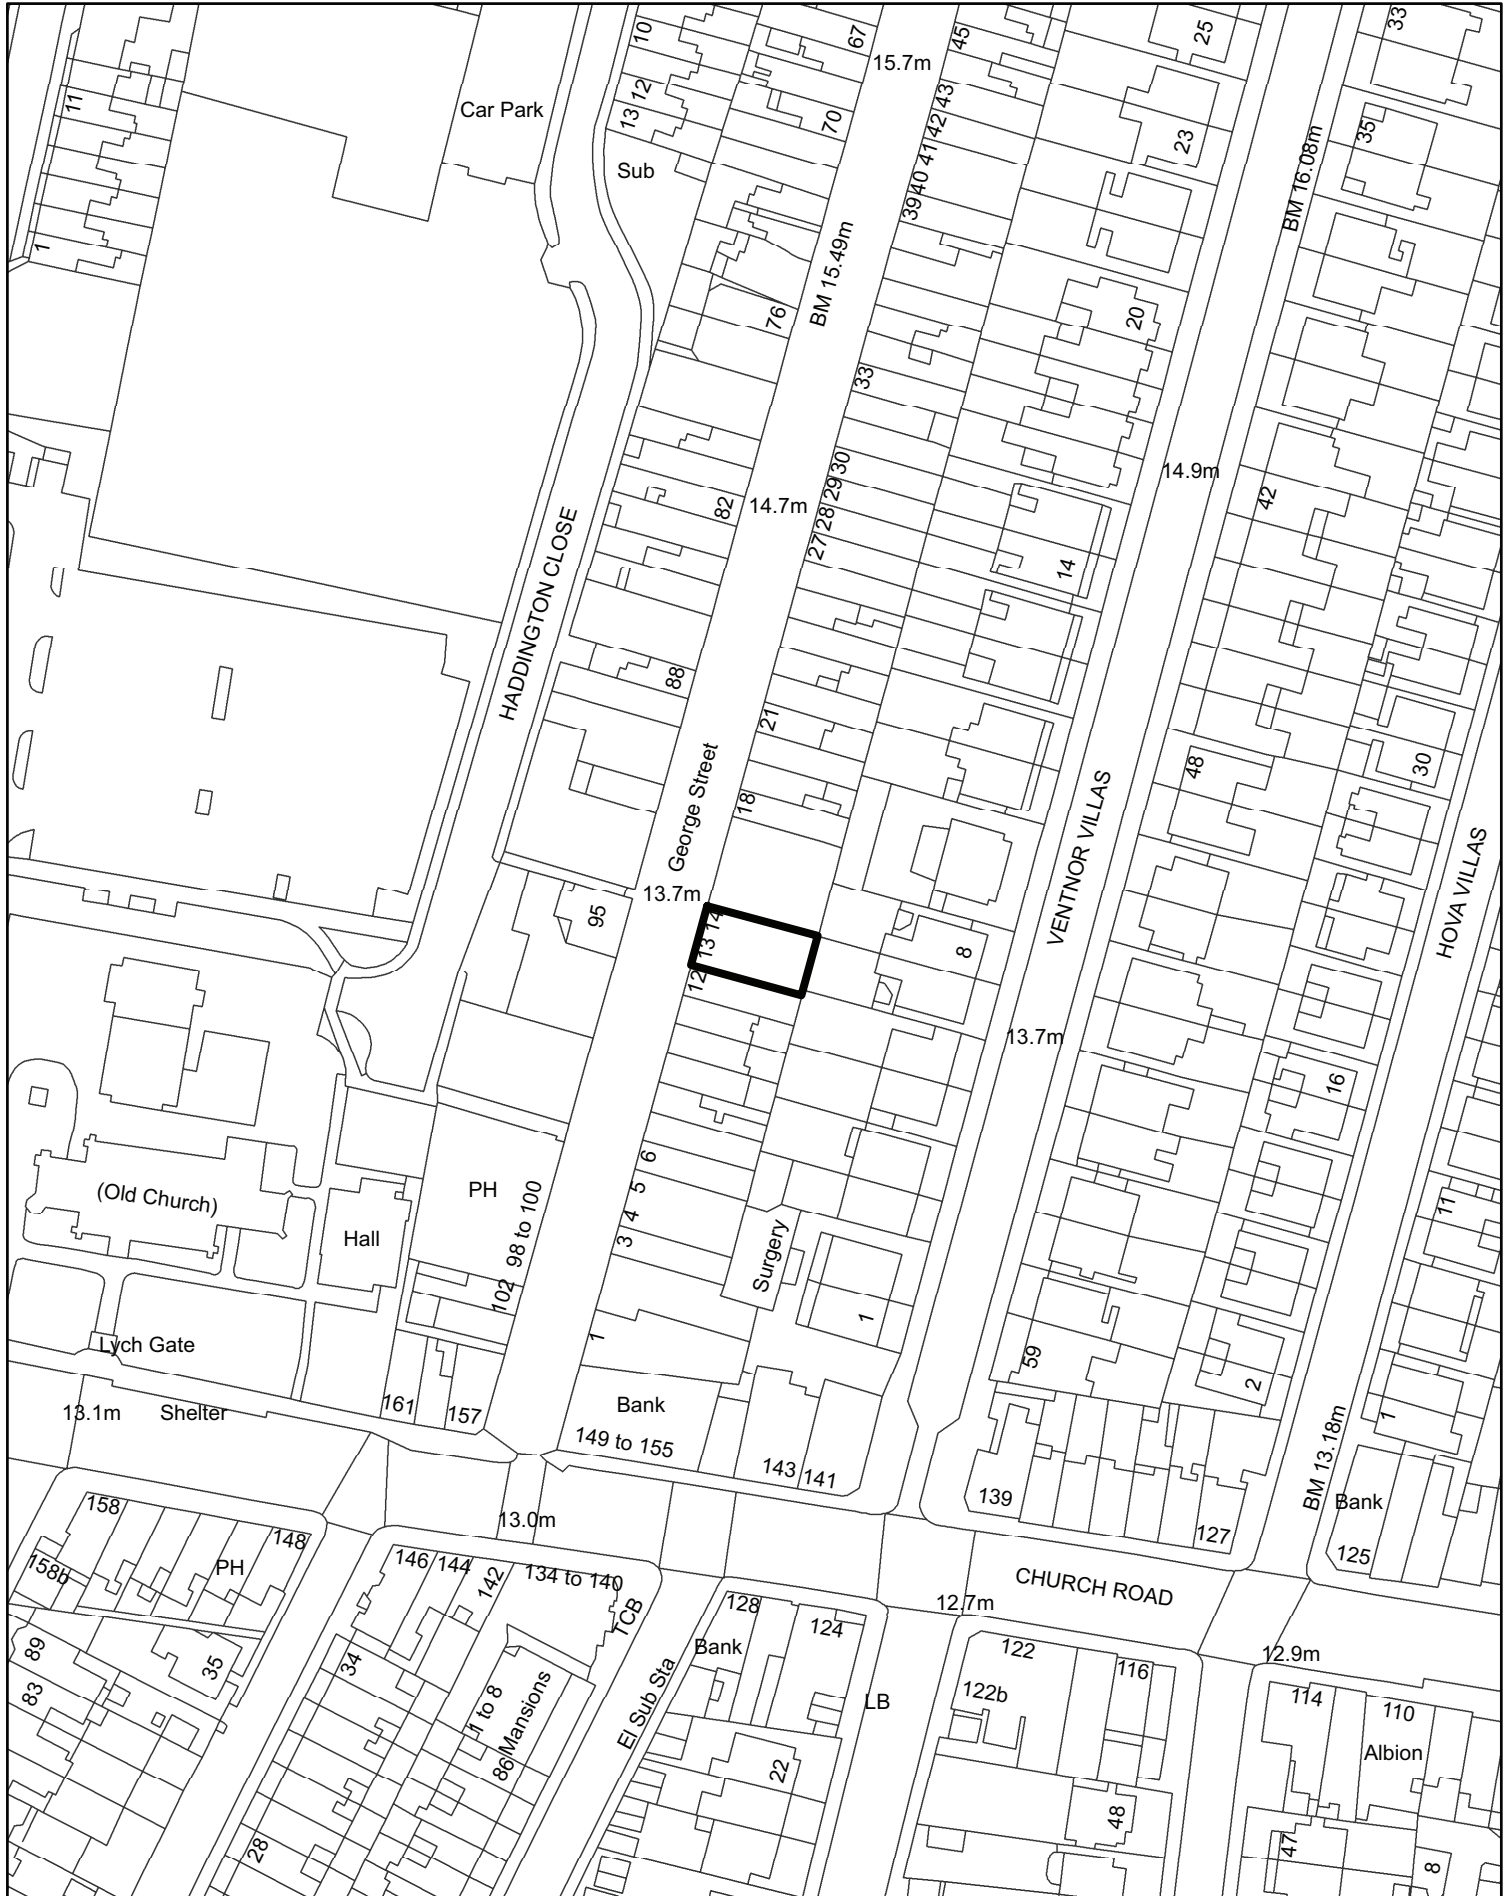 10
67
45
25
33
15.7m
11
12
Car Park
43
13
70
42
35
23
41
Sub
40
BM 16.08m
39
1
BM 15.49m
76
20
33
30
14.9m
29
82
14.7m
28
42
27
HADDINGTON CLOSE
14
88
21
George Street
18
48
30
VENTNOR VILLAS
HOVA VILLAS
13.7m
95
14
13
8
12
13.7m
16
6
5
PH
(Old Church)
98 to 100
4
11
Hall
3
Surgery
102
1
1
Lych Gate
59
2
161
157
Bank
13.1m
Shelter
1
149 to 155
BM 13.18m
143
141
139
Bank
158
13.0m
127
148
125
158b
PH
146
144
142
134 to 140
CHURCH ROAD
12.7m
TCB
128
124
89
Bank
122
12.9m
35
34
116
83
1 to 8
Mansions
El Sub Sta
122b
114
110
LB
86
22
Albion
48
28
47
8